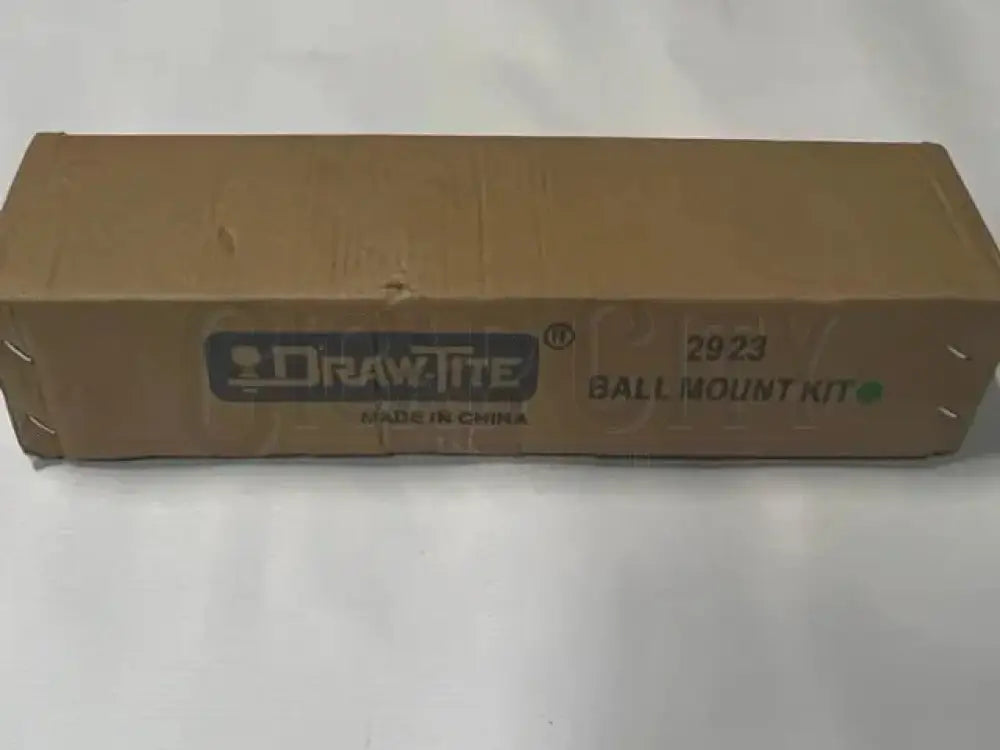 DRAW-TITE®
MADE IN CHINA
2923
BALL MOUNT KIT